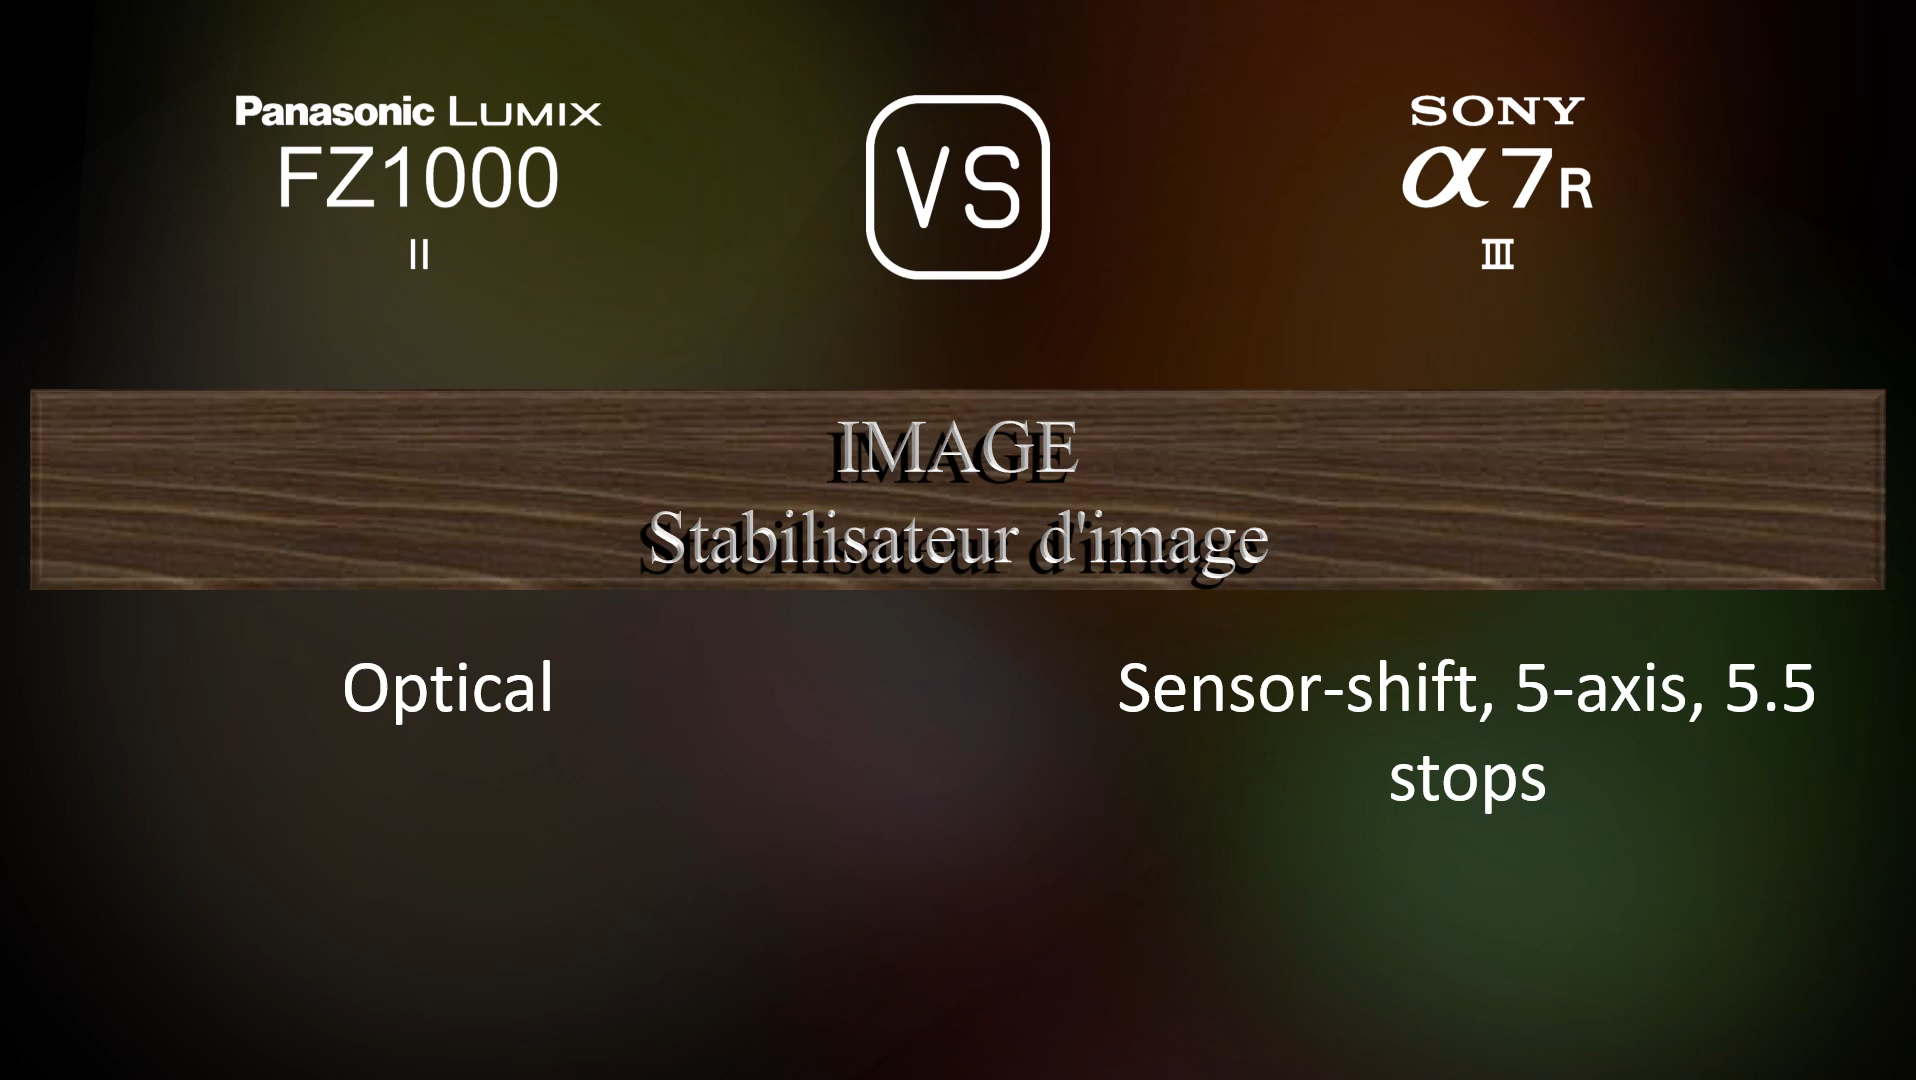 Panasonic LUMIX
FZ1000
II
VS
SONY
α7R
III
IMAGE
Stabilisateur d'image
Optical
Sensor-shift, 5-axis, 5.5
stops